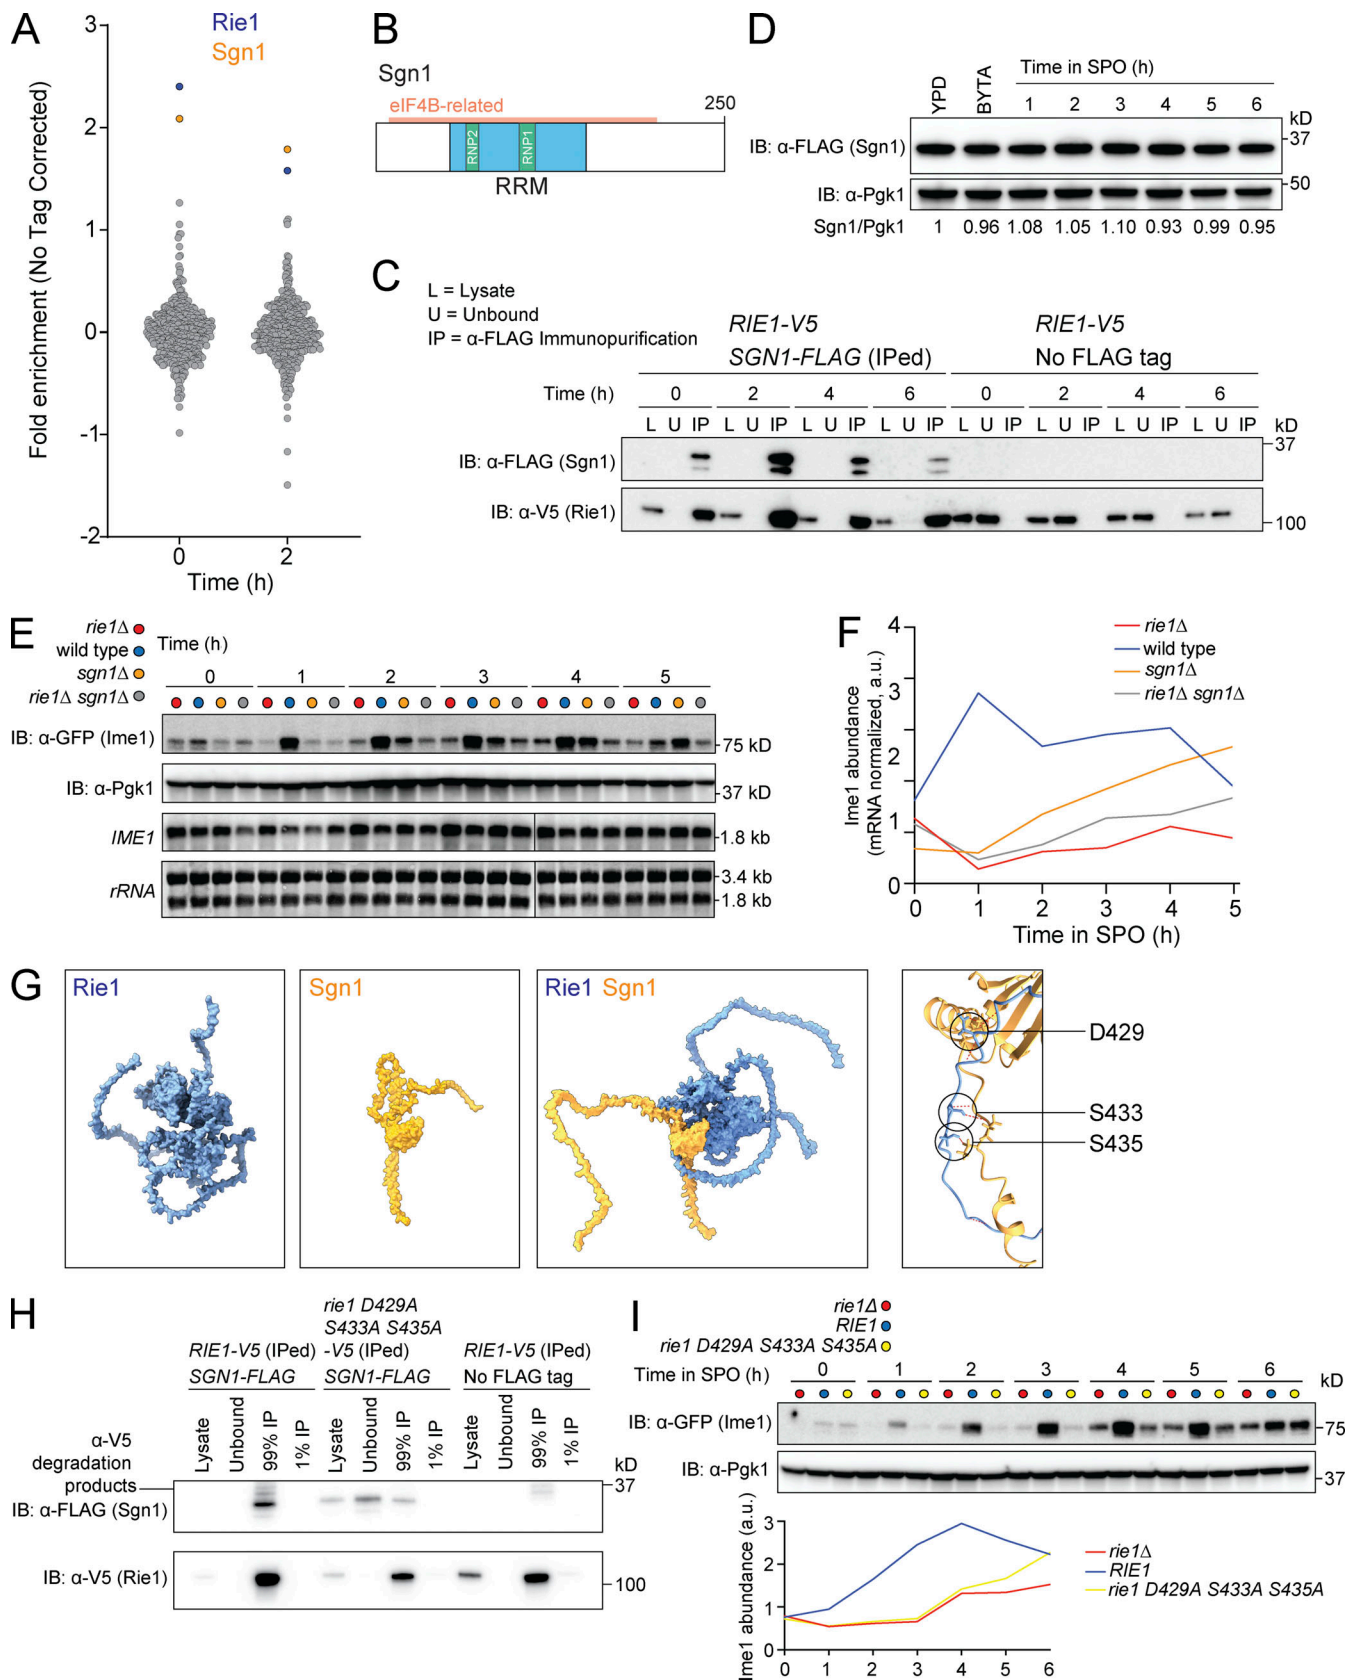 A
Rie1
Sgn1
Fold enrichment (No Tag Corrected)
3
2
1
0
-1
-2
0 2
Time (h)
B
Sgn1
eIF4B-related
250
RNP2 RNP1
RRM
C
L = Lysate
U = Unbound
IP = α-FLAG Immunopurification
RIE1-V5 RIE1-V5
SGN1-FLAG (IPed) No FLAG tag
Time (h) 0 2 4 6 0 2 4 6
L U IP L U IP L U IP L U IP L U IP L U IP L U IP L U IP kD
IB: α-FLAG (Sgn1) 37
IB: α-V5 (Rie1) 100
D
YPD BYTA Time in SPO (h)
1 2 3 4 5 6
kD
IB: α-FLAG (Sgn1) 37
IB: α-Pgk1 50
Sgn1/Pgk1 1 0.96 1.08 1.05 1.10 0.93 0.99 0.95
E
rie1Δ
wild type
sgn1Δ
rie1Δ sgn1Δ
Time (h)
0 1 2 3 4 5
IB: α-GFP (Ime1) 75 kD
IB: α-Pgk1 37 kD
IME1 1.8 kb
rRNA 3.4 kb
1.8 kb
F
Ime1 abundance
(mRNA normalized, a.u.)
4
3
2
1
0
0 1 2 3 4 5
Time in SPO (h)
rie1Δ
wild type
sgn1Δ
rie1Δ sgn1Δ
G
Rie1
Sgn1
Rie1 Sgn1
D429
S433
S435
H
rie1 D429A
S433A S435A
RIE1-V5 (IPed) -V5 (IPed) RIE1-V5 (IPed)
SGN1-FLAG SGN1-FLAG No FLAG tag
Lysate Unbound 99% IP 1% IP Lysate Unbound 99% IP 1% IP Lysate Unbound 99% IP 1% IP
kD
α-V5
degradation
products
37
IB: α-FLAG (Sgn1)
IB: α-V5 (Rie1) 100
I
rie1Δ
RIE1
rie1 D429A S433A S435A
Time in SPO (h) 0 1 2 3 4 5 6 kD
IB: α-GFP (Ime1) 75
IB: α-Pgk1 37
Ime1 abundance (a.u.)
3
2
1
0
0 1 2 3 4 5 6
rie1Δ
RIE1
rie1 D429A S433A S435A